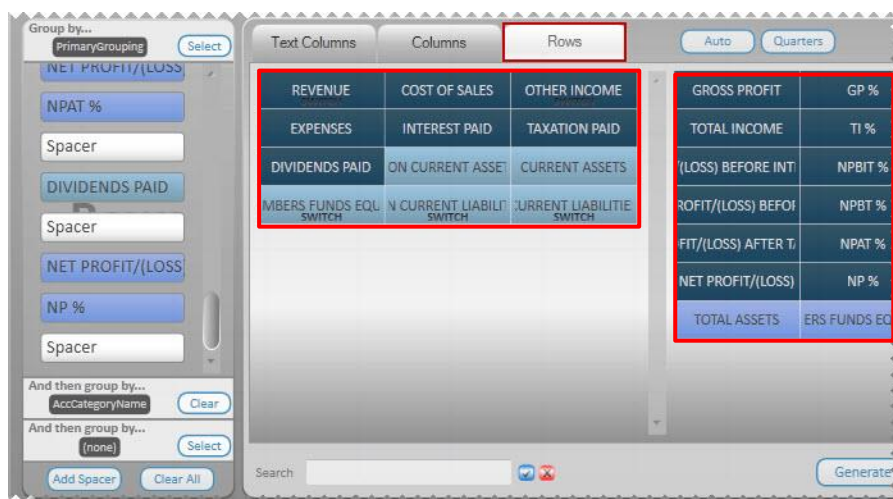 Group by...
PrimaryGrouping Select
NET PROFIT/(LOSS)
NPAT %
Spacer
DIVIDENDS PAID
Spacer
NET PROFIT/(LOSS)
NP %
Spacer
And then group by...
AccCategoryName Clear
And then group by...
(none) Select
Add Spacer Clear All
Text Columns Columns Rows Auto Quarters
REVENUE COST OF SALES OTHER INCOME
EXPENSES INTEREST PAID TAXATION PAID
DIVIDENDS PAID ON CURRENT ASSET CURRENT ASSETS
MBERS FUNDS EQU N CURRENT LIABILIT CURRENT LIABILITIE
SWITCH SWITCH SWITCH
GROSS PROFIT GP %
TOTAL INCOME TI %
/(LOSS) BEFORE INT NPBIT %
ROFIT/(LOSS) BEFOR NPBT %
FIT/(LOSS) AFTER TA NPAT %
NET PROFIT/(LOSS) NP %
TOTAL ASSETS ERS FUNDS EQ
Search
Generate